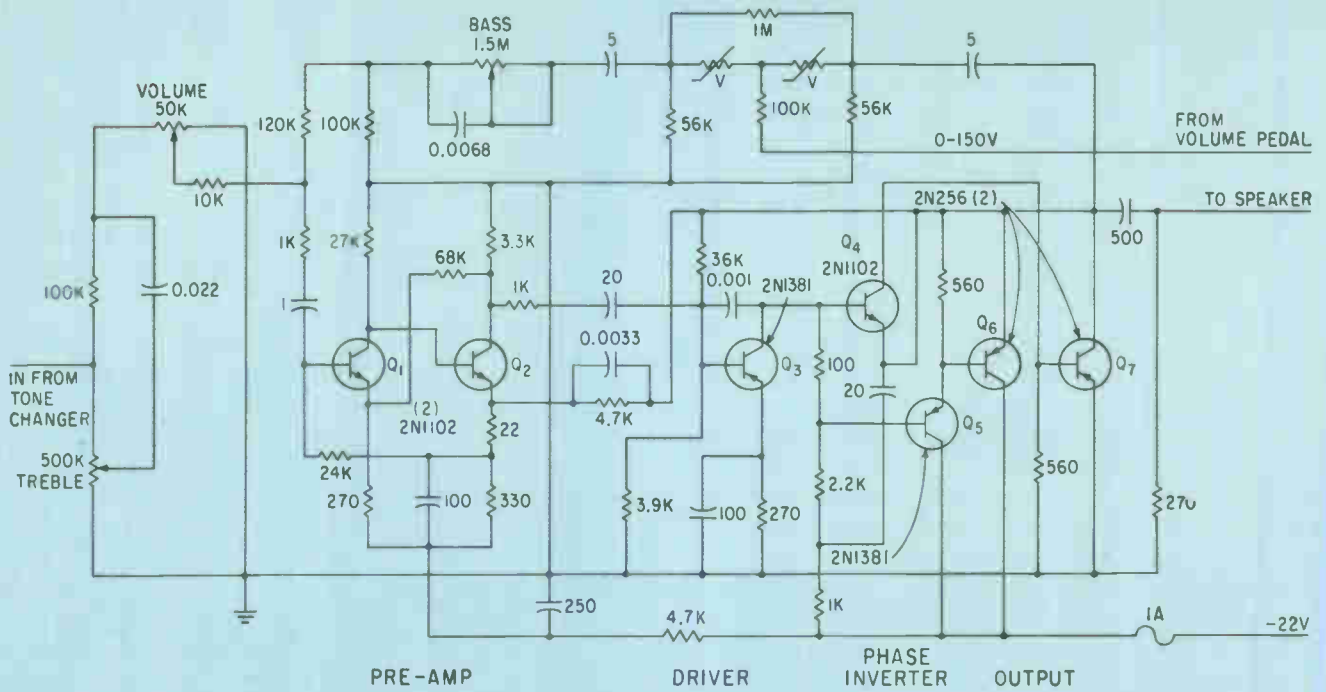 BASS
1.5M
5
1M
5
V
V
VOLUME
50K
120K
100K
0.0068
56K
100K
56K
FROM
VOLUME PEDAL
0-150V
10K
2N256 (2)
TO SPEAKER
500
1K
27K
3.3K
68K
36K
Q4
2N1102
560
100K
0.022
1
1K
20
0.001
2N1381
0.0033
Q1
Q2
Q3
100
20
Q6
Q7
IN FROM
TONE
CHANGER
(2)
2N1102
4.7K
22
Q5
500K
TREBLE
24K
270
100
330
3.9K
100
270
2.2K
560
270
2N1381
250
4.7K
1K
1A
-22V
PRE-AMP
DRIVER
PHASE
INVERTER
OUTPUT